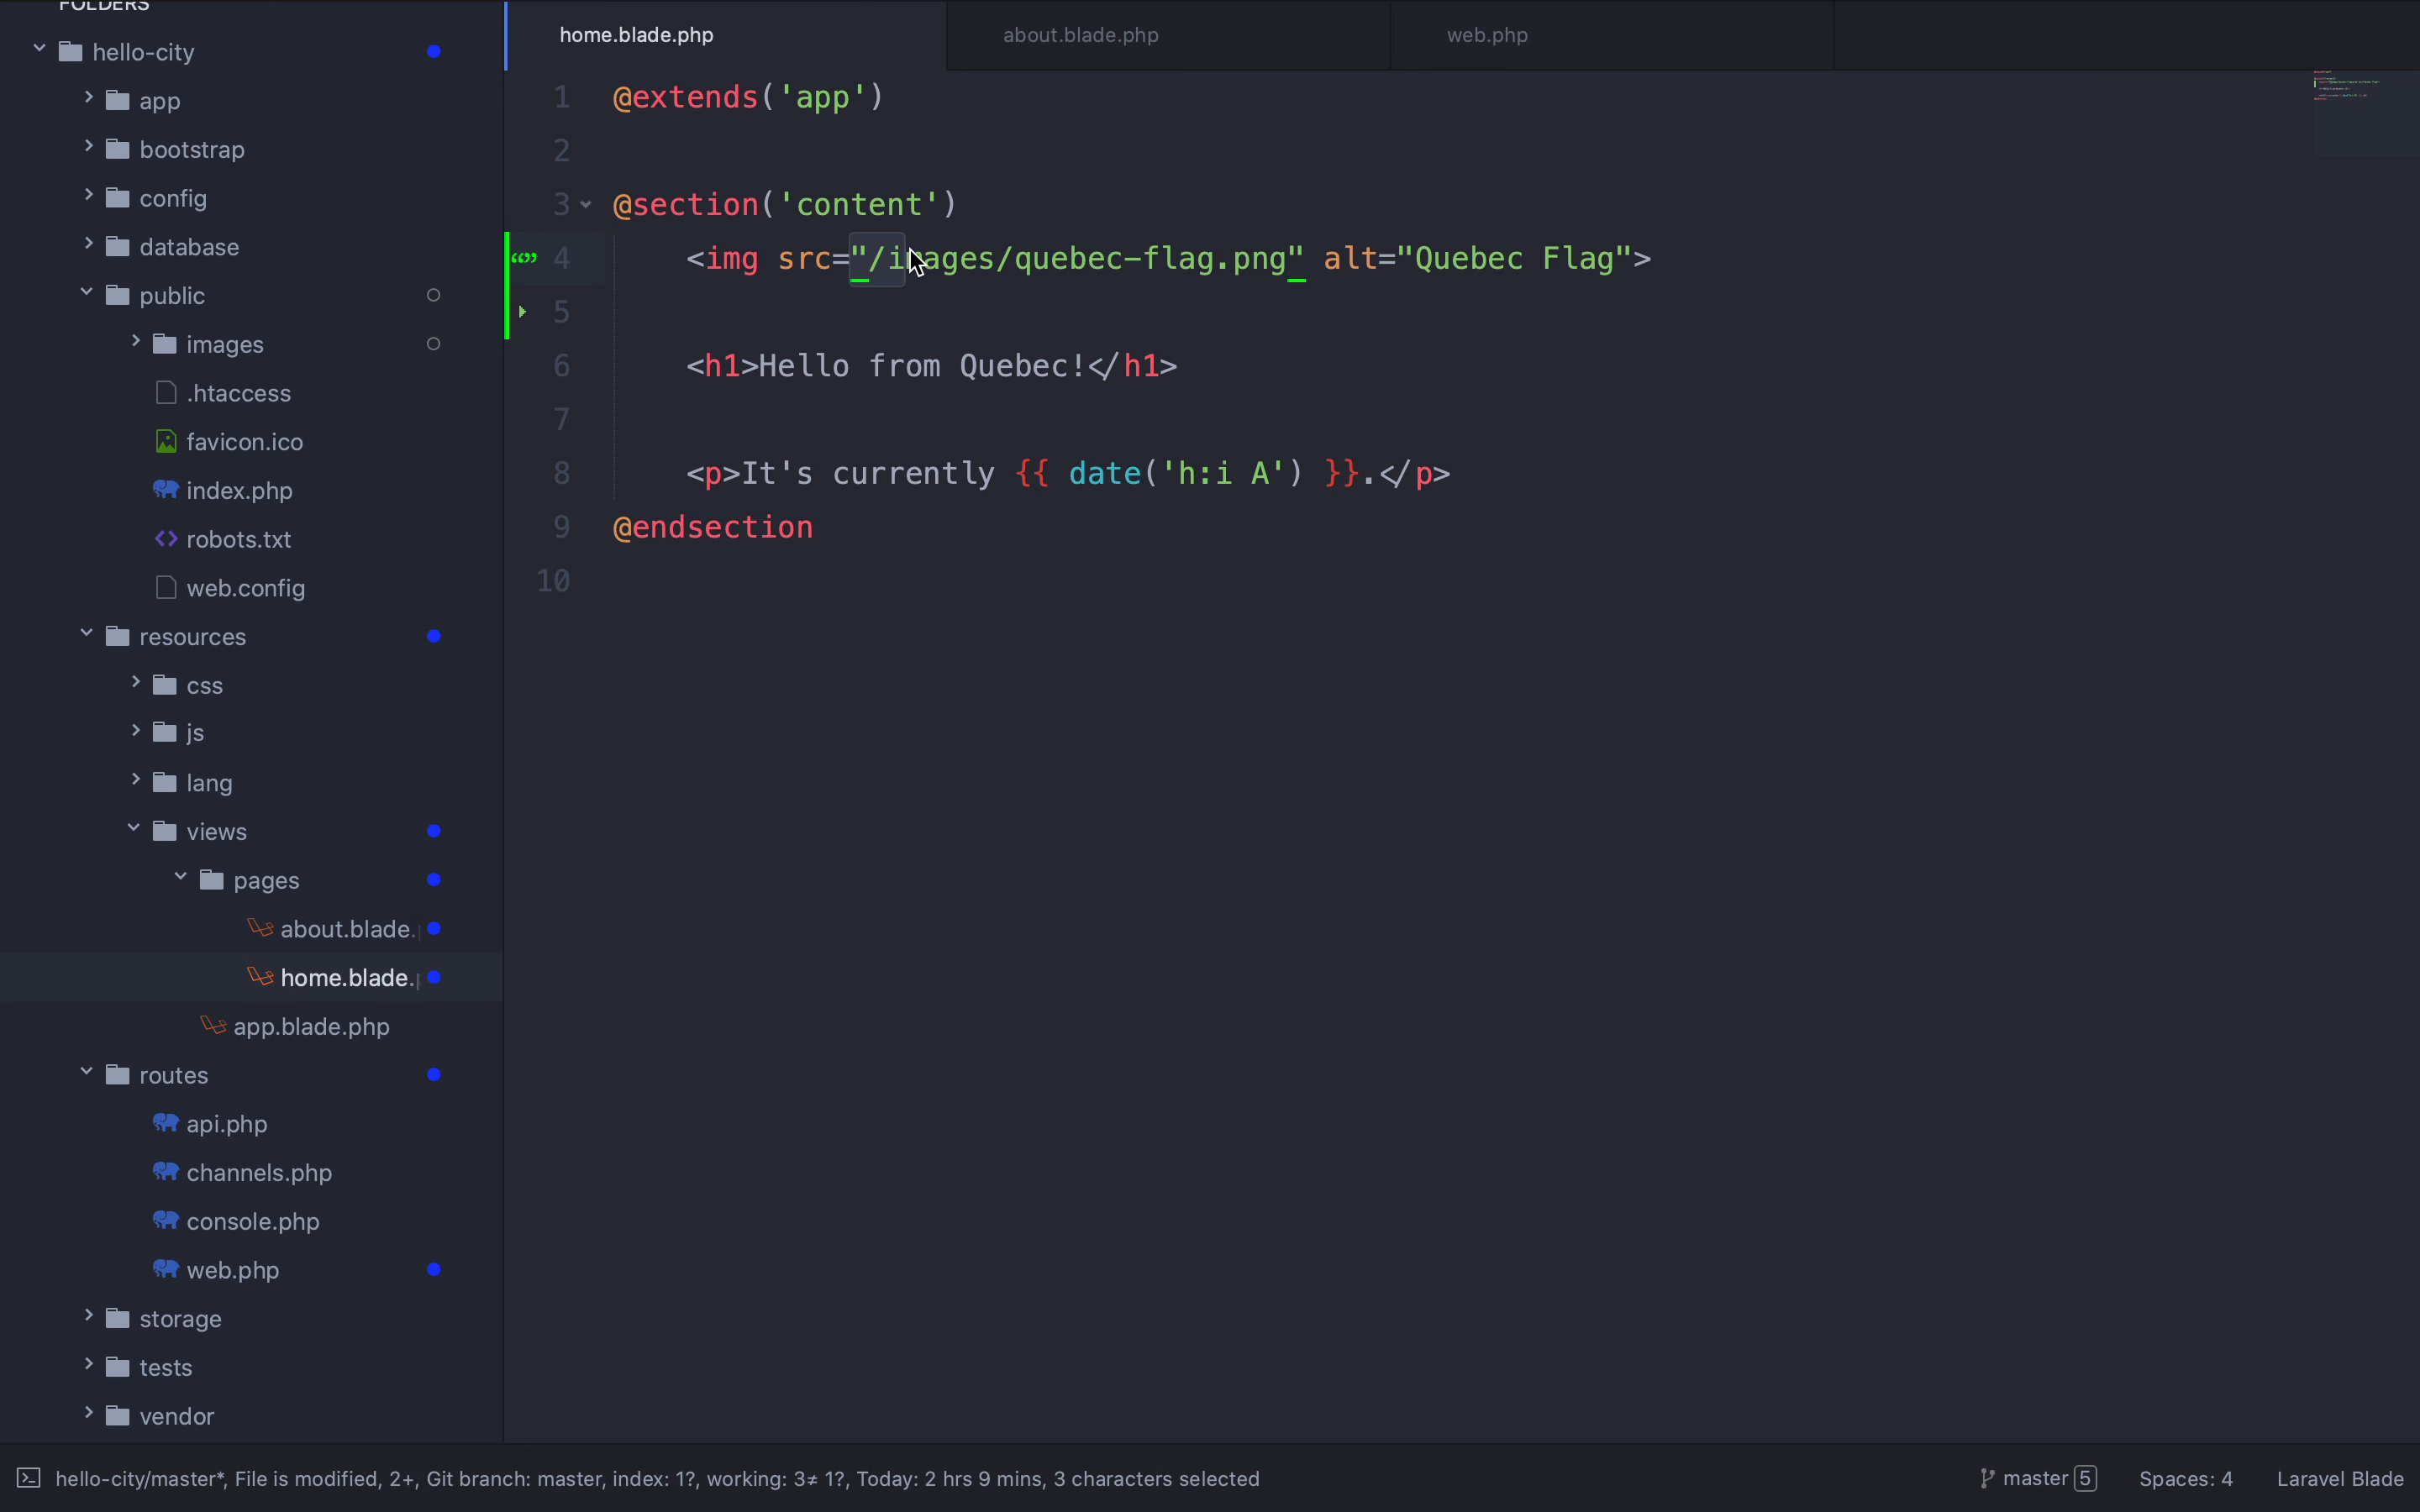 FOLDERS
hello-city
app
bootstrap
config
database
public
images
.htaccess
favicon.ico
index.php
robots.txt
web.config
resources
css
js
lang
views
pages
about.blade.
home.blade.
app.blade.php
routes
api.php
channels.php
console.php
web.php
storage
tests
vendor
home.blade.php about.blade.php web.php
1 @extends('app')
2
3 @section('content')
4 <img src="/images/quebec-flag.png" alt="Quebec Flag">
5
6 <h1>Hello from Quebec!</h1>
7
8 <p>It's currently {{ date('h:i A') }}.</p>
9 @endsection
10
hello-city/master*, File is modified, 2+, Git branch: master, index: 1?, working: 3≠ 1?, Today: 2 hrs 9 mins, 3 characters selected master 5 Spaces: 4 Laravel Blade